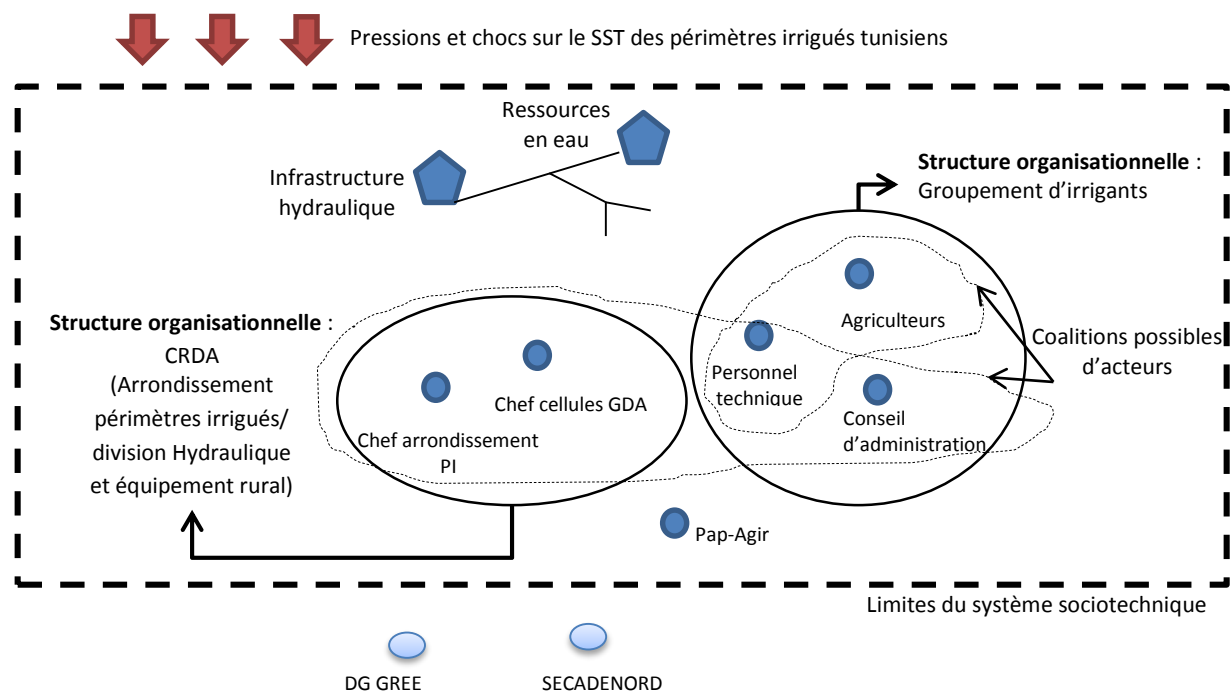 Pressions et chocs sur le SST des périmètres irrigués tunisiens
Ressources
en eau
Infrastructure
hydraulique
Structure organisationnelle :
Groupement d’irrigants
Agriculteurs
Personnel
technique
Conseil
d’administration
Coalitions possibles
d’acteurs
Structure organisationnelle :
CRDA
(Arrondissement
périmètres irrigués/
division Hydraulique
et équipement rural)
Chef cellules GDA
Chef arrondissement
PI
Pap-Agir
Limites du système sociotechnique
DG GREE
SECADENORD